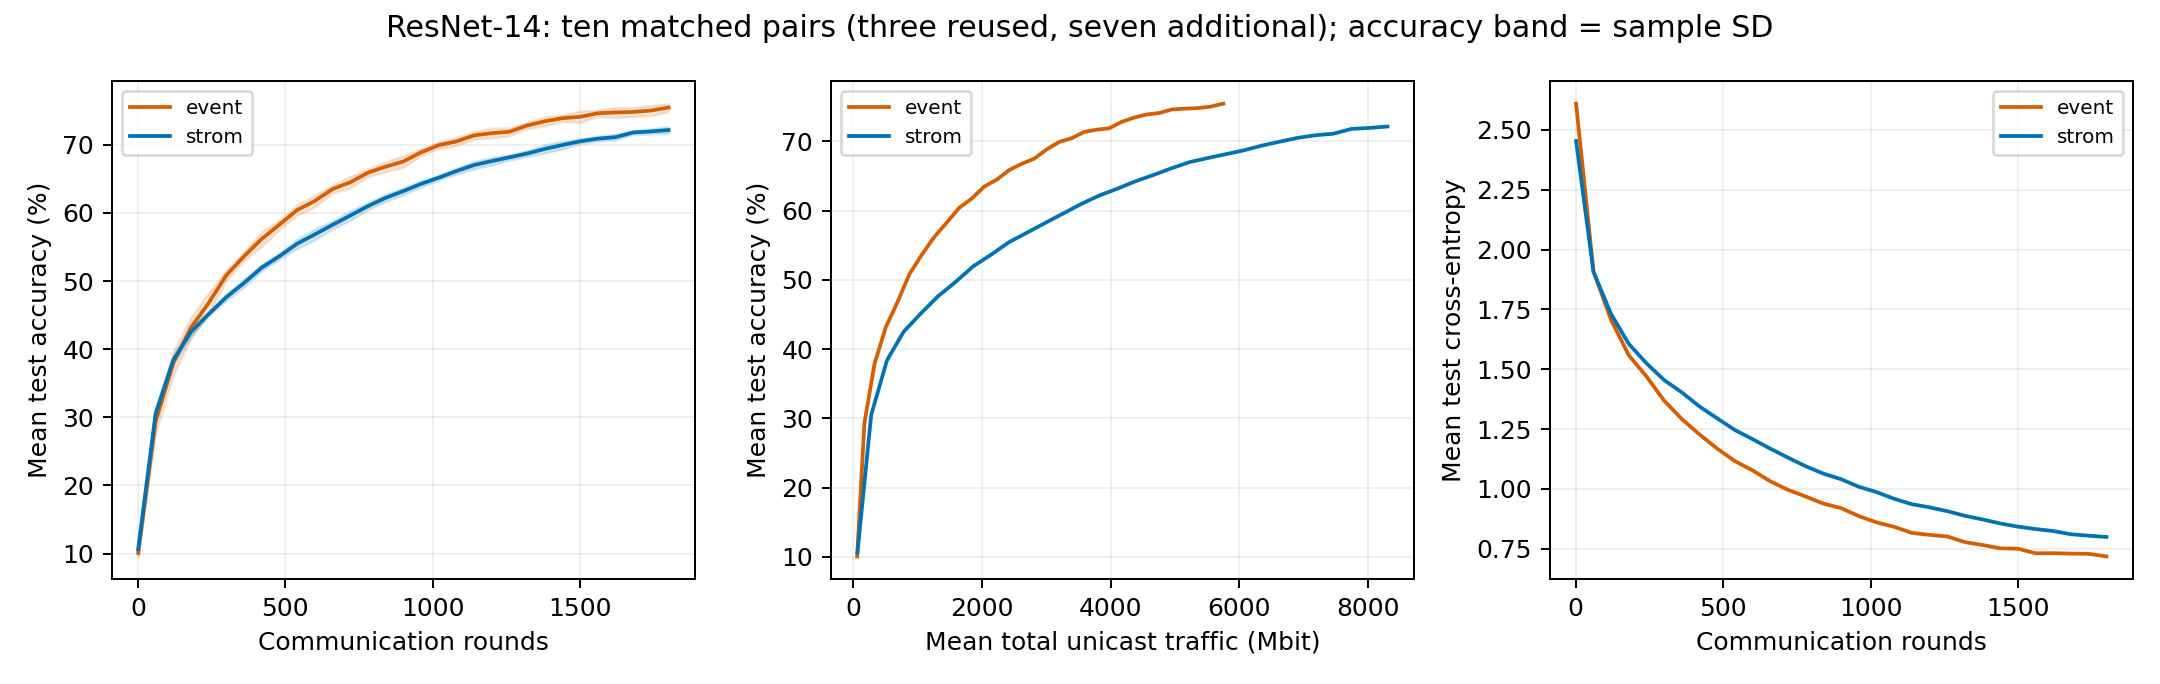 ResNet-14: ten matched pairs (three reused, seven additional); accuracy band = sample SD
event
strom
70
60
50
40
30
20
10
0
500
1000
1500
Mean test accuracy (%)
Communication rounds
event
strom
70
60
50
40
30
20
10
0
2000
4000
6000
8000
Mean test accuracy (%)
Mean total unicast traffic (Mbit)
event
strom
2.50
2.25
2.00
1.75
1.50
1.25
1.00
0.75
0
500
1000
1500
Mean test cross-entropy
Communication rounds